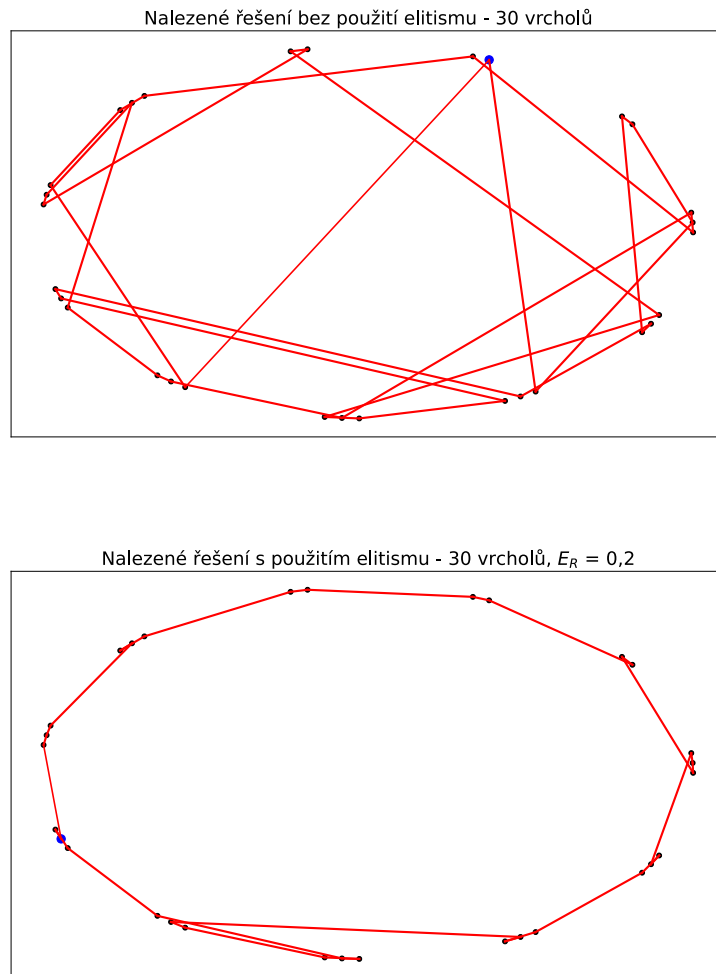 Nalezené řešení bez použití elitismu - 30 vrcholů
Nalezené řešení s použitím elitismu - 30 vrcholů, E_R = 0,2